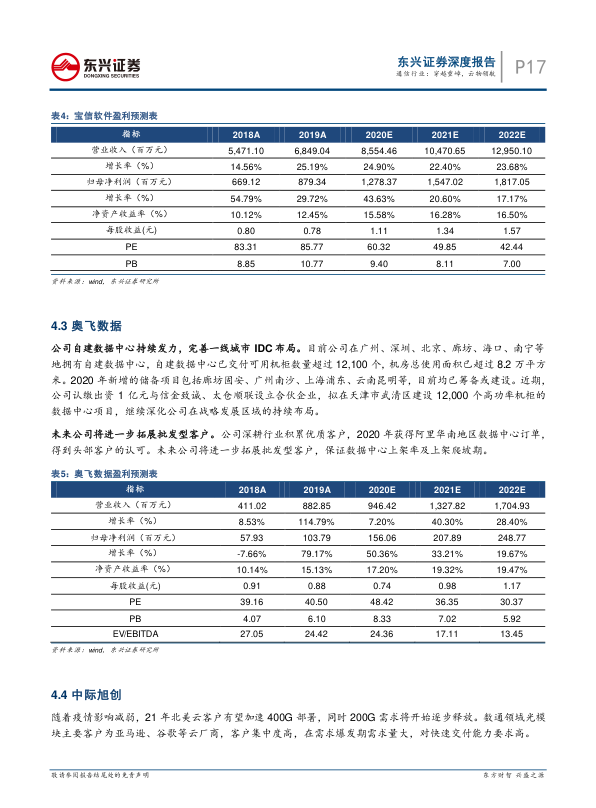 东兴证券
DONGXING SECURITIES
东兴证券深度报告
通信行业：穿越重峰，云物领航
P17
表4：宝信软件盈利预测表
指标 2018A 2019A 2020E 2021E 2022E
营业收入（百万元） 5,471.10 6,849.04 8,554.46 10,470.65 12,950.10
增长率（%） 14.56% 25.19% 24.90% 22.40% 23.68%
归母净利润（百万元） 669.12 879.34 1,278.37 1,547.02 1,817.05
增长率（%） 54.79% 29.72% 43.63% 20.60% 17.17%
净资产收益率（%） 10.12% 12.45% 15.58% 16.28% 16.50%
每股收益(元) 0.80 0.78 1.11 1.34 1.57
PE 83.31 85.77 60.32 49.85 42.44
PB 8.85 10.77 9.40 8.11 7.00
资料来源：wind、东兴证券研究所
4.3 奥飞数据
公司自建数据中心持续发力，完善一线城市 IDC 布局。目前公司在广州、深圳、北京、廊坊、海口、南宁等
地拥有自建数据中心，自建数据中心已交付可用机柜数量超过 12,100 个，机房总使用面积已超过 8.2 万平方
米。2020 年新增的储备项目包括廊坊固安、广州南沙、上海浦东、云南昆明等，目前均已筹备或建设。近期，
公司认缴出资 1 亿元与信金致诚、太仓顺联设立合伙企业，拟在天津市武清区建设 12,000 个高功率机柜的
数据中心项目，继续深化公司在战略发展区域的持续布局。
未来公司将进一步拓展批发型客户。公司深耕行业积累优质客户，2020 年获得阿里华南地区数据中心订单，
得到头部客户的认可。未来公司将进一步拓展批发型客户，保证数据中心上架率及上架爬坡期。
表5：奥飞数据盈利预测表
指标 2018A 2019A 2020E 2021E 2022E
营业收入（百万元） 411.02 882.85 946.42 1,327.82 1,704.93
增长率（%） 8.53% 114.79% 7.20% 40.30% 28.40%
归母净利润（百万元） 57.93 103.79 156.06 207.89 248.77
增长率（%） -7.66% 79.17% 50.36% 33.21% 19.67%
净资产收益率（%） 10.14% 15.13% 17.20% 19.32% 19.47%
每股收益(元) 0.91 0.88 0.74 0.98 1.17
PE 39.16 40.50 48.42 36.35 30.37
PB 4.07 6.10 8.33 7.02 5.92
EV/EBITDA 27.05 24.42 24.36 17.11 13.45
资料来源：wind、东兴证券研究所
4.4 中际旭创
随着疫情影响减弱，21 年北美云客户有望加速 400G 部署，同时 200G 需求将开始逐步释放。数通领域光模
块主要客户为亚马逊、谷歌等云厂商，客户集中度高，在需求爆发期需求量大，对快速交付能力要求高。
敬请参阅报告结尾处的免责声明
东方财智 兴盛之源